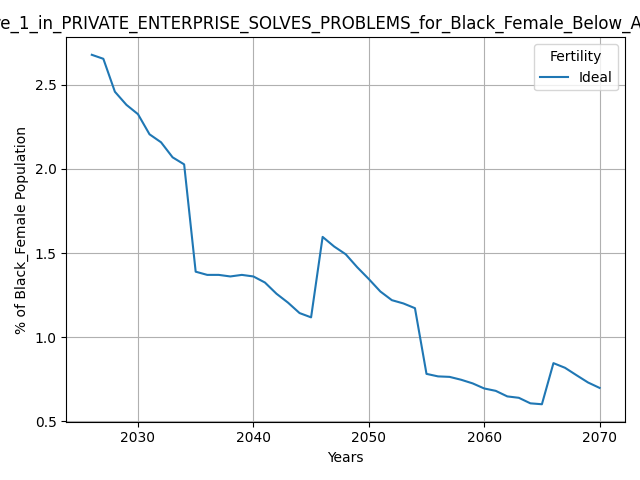 re_1_in_PRIVATE_ENTERPRISE_SOLVES_PROBLEMS_for_Black_Female_Below_A
Fertility
Ideal
2.5
2.0
1.5
1.0
0.5
% of Black_Female Population
2030
2040
2050
2060
2070
Years